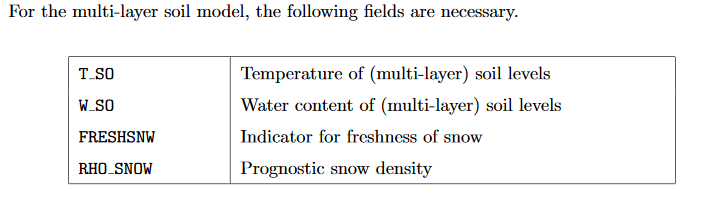 For the multi-layer soil model, the following fields are necessary.
T_SO Temperature of (multi-layer) soil levels
W_SO Water content of (multi-layer) soil levels
FRESHSNW Indicator for freshness of snow
RHO_SNOW Prognostic snow density